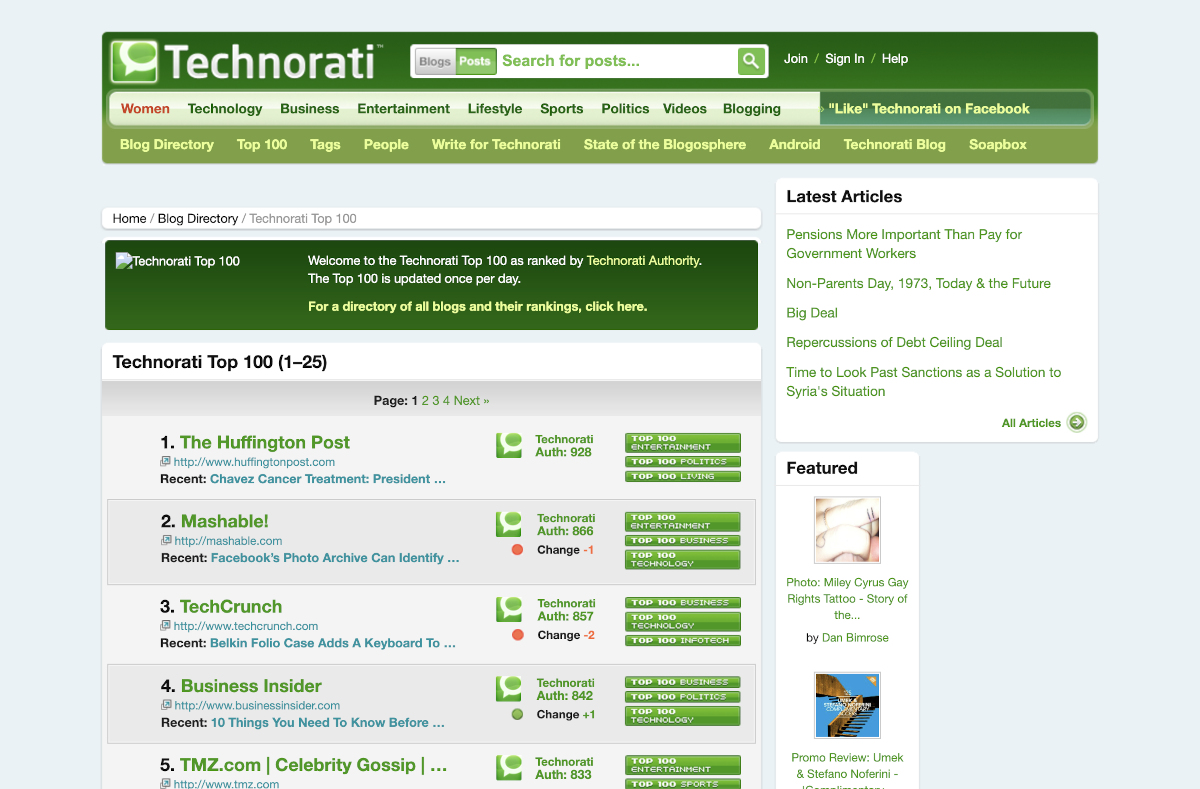 Technorati™
Blogs Posts Search for posts...
Join / Sign In / Help
Women Technology Business Entertainment Lifestyle Sports Politics Videos Blogging › "Like" Technorati on Facebook
Blog Directory Top 100 Tags People Write for Technorati State of the Blogosphere Android Technorati Blog Soapbox
Home / Blog Directory / Technorati Top 100
Technorati Top 100
Welcome to the Technorati Top 100 as ranked by Technorati Authority.
The Top 100 is updated once per day.
For a directory of all blogs and their rankings, click here.
Technorati Top 100 (1–25)
Page: 1 2 3 4 Next »
1. The Huffington Post
http://www.huffingtonpost.com
Recent: Chavez Cancer Treatment: President ...
Technorati
Auth: 928
TOP 100
ENTERTAINMENT
TOP 100 POLITICS
TOP 100 LIVING
2. Mashable!
http://mashable.com
Recent: Facebook's Photo Archive Can Identify ...
Technorati
Auth: 866
Change -1
TOP 100
ENTERTAINMENT
TOP 100 BUSINESS
TOP 100
TECHNOLOGY
3. TechCrunch
http://www.techcrunch.com
Recent: Belkin Folio Case Adds A Keyboard To ...
Technorati
Auth: 857
Change -2
TOP 100 BUSINESS
TOP 100
TECHNOLOGY
TOP 100 INFOTECH
4. Business Insider
http://www.businessinsider.com
Recent: 10 Things You Need To Know Before ...
Technorati
Auth: 842
Change +1
TOP 100 BUSINESS
TOP 100 POLITICS
TOP 100
TECHNOLOGY
5. TMZ.com | Celebrity Gossip | ...
http://www.tmz.com
Technorati
Auth: 833
TOP 100
ENTERTAINMENT
TOP 100 SPORTS
Latest Articles
Pensions More Important Than Pay for
Government Workers
Non-Parents Day, 1973, Today & the Future
Big Deal
Repercussions of Debt Ceiling Deal
Time to Look Past Sanctions as a Solution to
Syria's Situation
All Articles
Featured
Photo: Miley Cyrus Gay
Rights Tattoo - Story of
the...
by Dan Bimrose
'25
UMEK &
STEFANO NOFERINI
COMPLIMENTARY
Promo Review: Umek
& Stefano Noferini -
'Complimentary